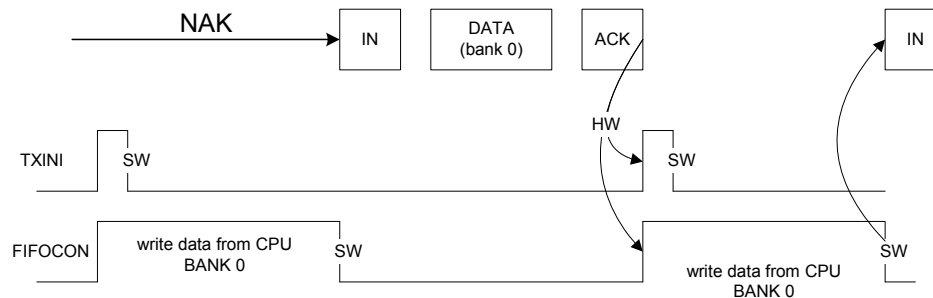 NAK
IN
DATA
(bank 0)
ACK
IN
HW
TXINI
SW
SW
FIFOCON
write data from CPU
BANK 0
SW
write data from CPU
BANK 0
SW